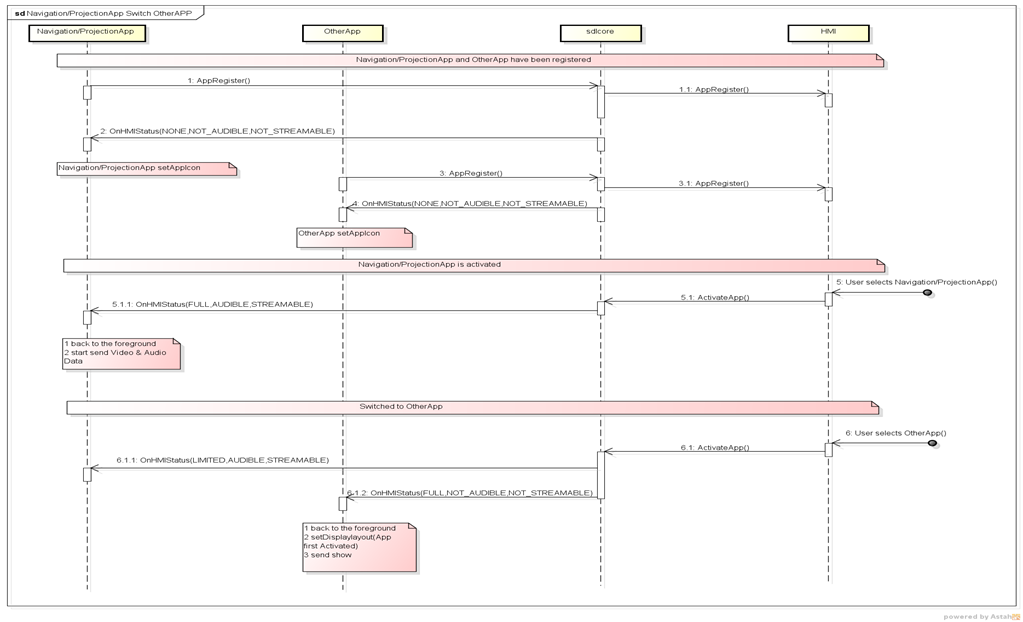 sd Navigation/ProjectionApp Switch OtherAPP
Navigation/ProjectionApp
OtherApp
sdlcore
HMI
Navigation/ProjectionApp and OtherApp have been registered
1: AppRegister()
1.1: AppRegister()
2: OnHMIStatus(NONE,NOT_AUDIBLE,NOT_STREAMABLE)
Navigation/ProjectionApp setAppIcon
3: AppRegister()
3.1: AppRegister()
4: OnHMIStatus(NONE,NOT_AUDIBLE,NOT_STREAMABLE)
OtherApp setAppIcon
Navigation/ProjectionApp is activated
5: User selects Navigation/ProjectionApp()
5.1: ActivateApp()
5.1.1: OnHMIStatus(FULL,AUDIBLE,STREAMABLE)
1 back to the foreground
2 start send Video & Audio
Data
Switched to OtherApp
6: User selects OtherApp()
6.1: ActivateApp()
6.1.1: OnHMIStatus(LIMITED,AUDIBLE,STREAMABLE)
6.1.2: OnHMIStatus(FULL,NOT_AUDIBLE,NOT_STREAMABLE)
1 back to the foreground
2 setDisplaylayout(App
first Activated)
3 send show
powered by Astah